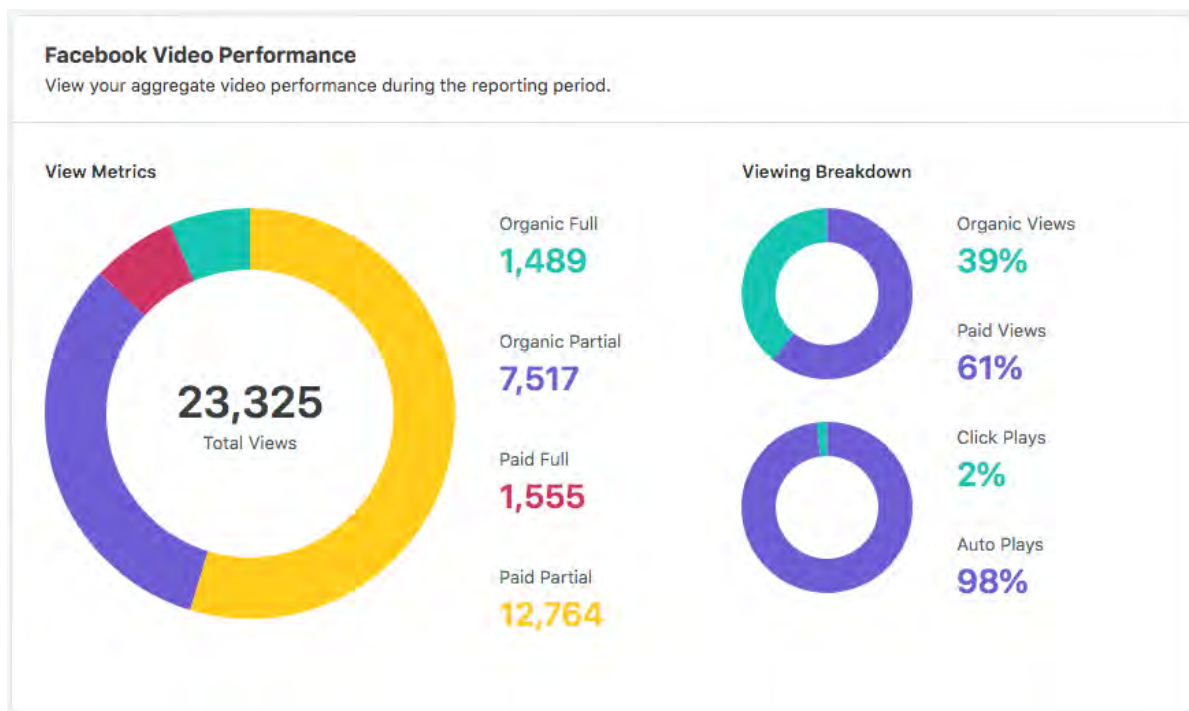 Facebook Video Performance
View your aggregate video performance during the reporting period.
View Metrics
23,325
Total Views
Organic Full
1,489
Organic Partial
7,517
Paid Full
1,555
Paid Partial
12,764
Viewing Breakdown
Organic Views
39%
Paid Views
61%
Click Plays
2%
Auto Plays
98%